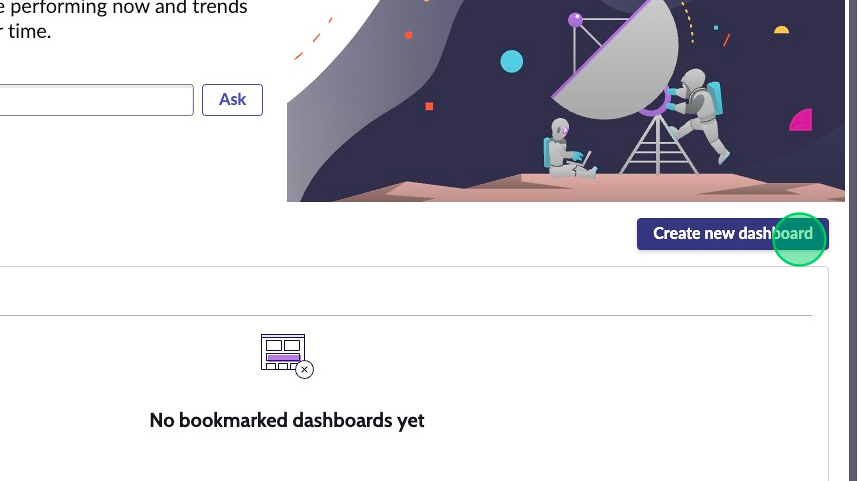 performing now and trends
time.
Ask
Create new dashboard
No bookmarked dashboards yet